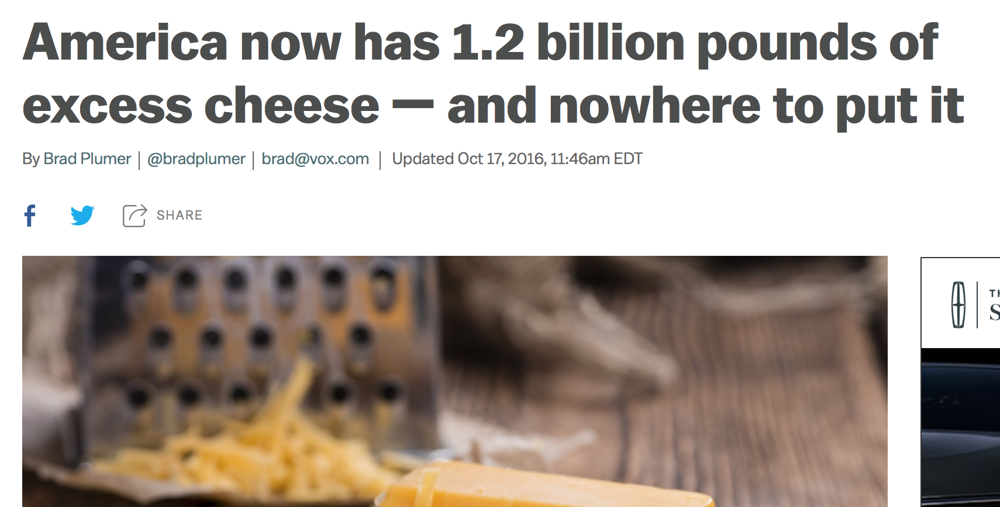 America now has 1.2 billion pounds of
excess cheese — and nowhere to put it
By Brad Plumer | @bradplumer | brad@vox.com | Updated Oct 17, 2016, 11:46am EDT
SHARE